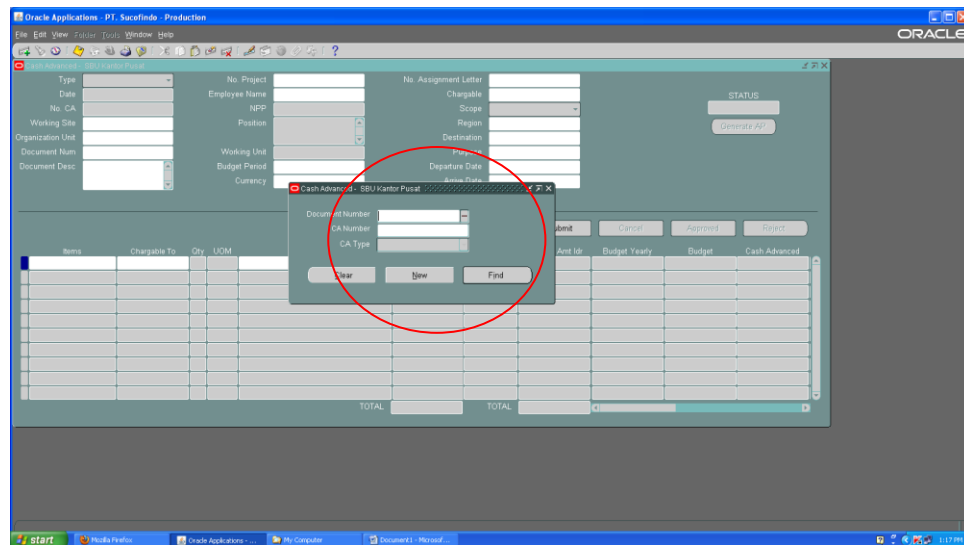 Oracle Applications - PT. Sucofindo - Production
File Edit View Folder Tools Window Help
ORACLE
Cash Advanced - SBU Kantor Pusat
Type No. Project No. Assignment Letter
Date Employee Name Chargable STATUS
No. CA NPP Scope
Working Site Position Region Generate AP
Organization Unit Destination
Document Num Working Unit Purpose
Document Desc Budget Period Departure Date
Currency Arrive Date
Cash Advanced - SBU Kantor Pusat
Document Number
CA Number
CA Type
Clear New Find
Cancel Approved Reject
Items Chargable To Qty UOM Amt Idr Budget Yearly Budget Cash Advanced
TOTAL TOTAL
start Mozilla Firefox Oracle Applications - ... My Computer Document1 - Microsof... 1:17 PM